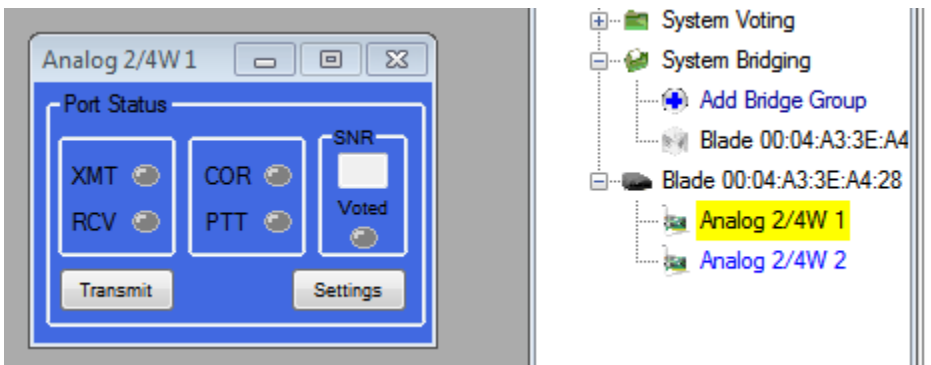 Analog 2/4W 1
Port Status
XMT
RCV
COR
PTT
SNR
Voted
Transmit
Settings
System Voting
System Bridging
Add Bridge Group
Blade 00:04:A3:3E:A4
Blade 00:04:A3:3E:A4:28
Analog 2/4W 1
Analog 2/4W 2